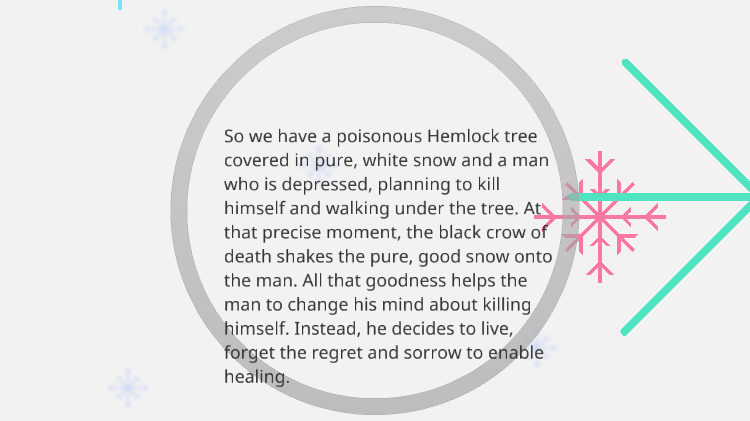 So we have a poisonous Hemlock tree
covered in pure, white snow and a man
who is depressed, planning to kill
himself and walking under the tree. At
that precise moment, the black crow of
death shakes the pure, good snow onto
the man. All that goodness helps the
man to change his mind about killing
himself. Instead, he decides to live,
forget the regret and sorrow to enable
healing.